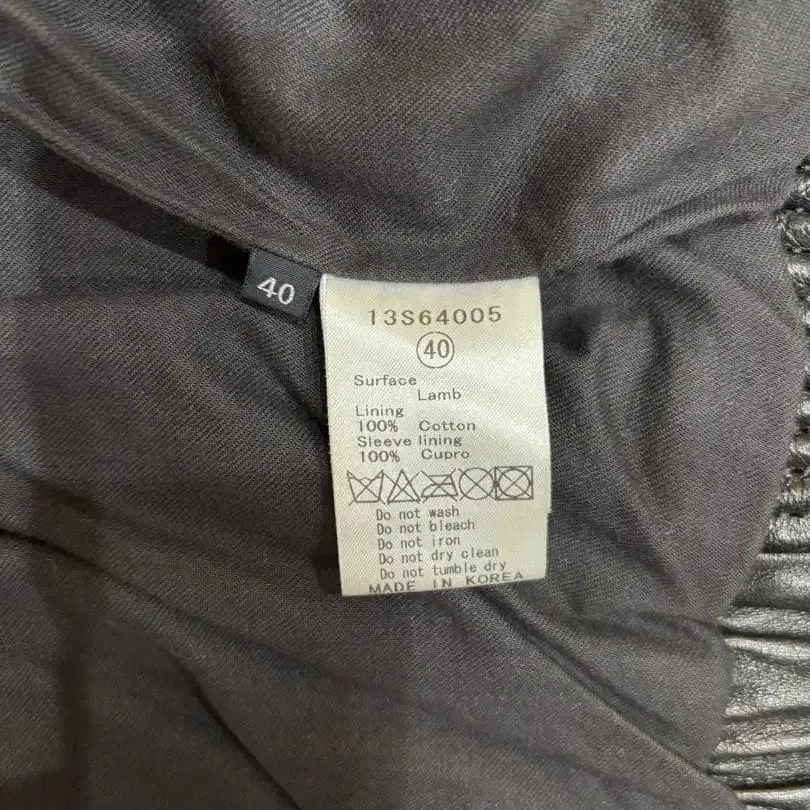 40
13S64005
40
Surface
Lamb
Lining
100% Cotton
Sleeve lining
100% Cupro
Do not wash
Do not bleach
Do not iron
Do not dry clean
Do not tumble dry
MADE IN KOREA